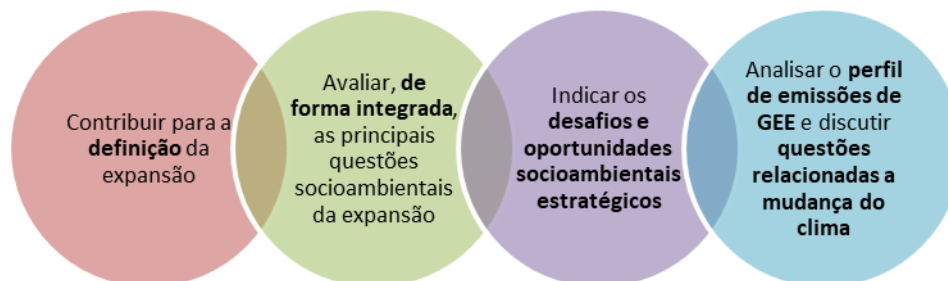 Contribuir para a
definição da
expansão
Avaliar, de
forma integrada,
as principais
questões
socioambientais
da expansão
Indicar os
desafios e
oportunidades
socioambientais
estratégicos
Analisar o perfil
de emissões de
GEE e discutir
questões
relacionadas a
mudança do
clima